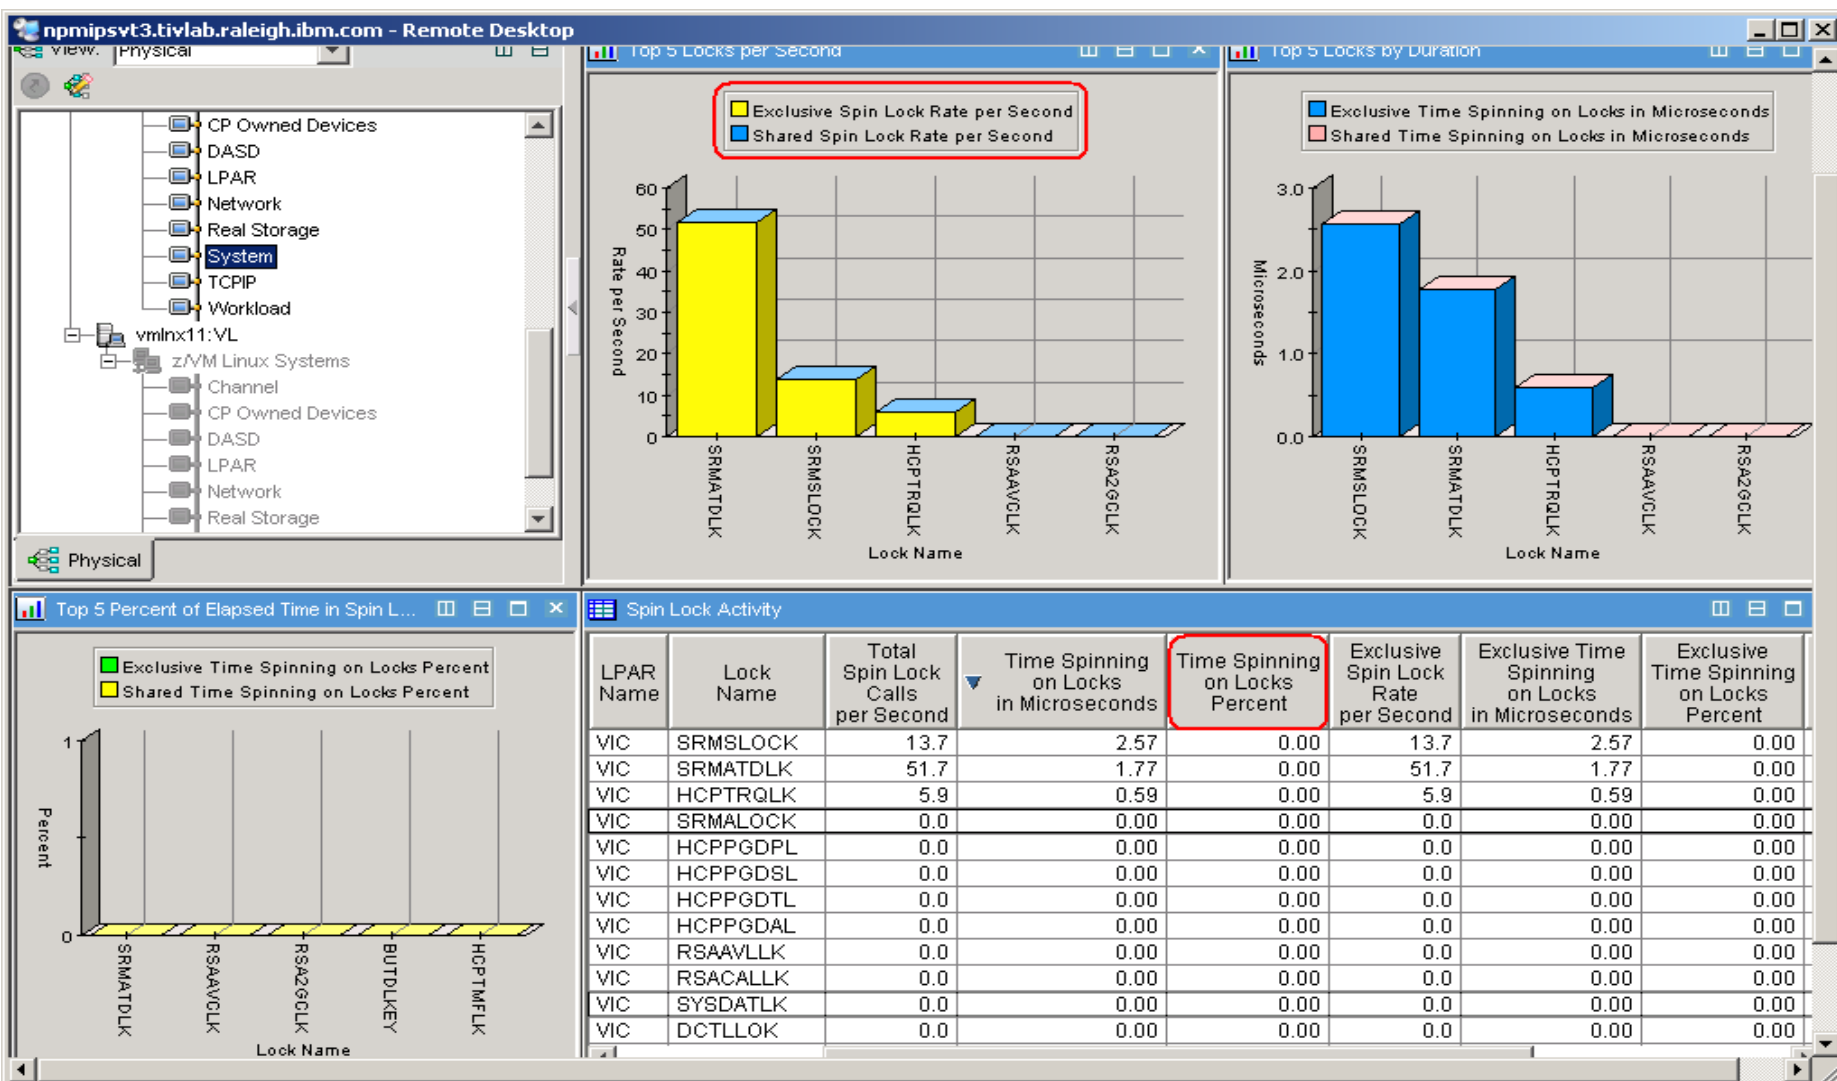 npmipsvt3.tivlab.raleigh.ibm.com - Remote Desktop
View: Physical
CP Owned Devices
DASD
LPAR
Network
Real Storage
System
TCPIP
Workload
vmlnx11:VL
z/VM Linux Systems
Channel
CP Owned Devices
DASD
LPAR
Network
Real Storage
Physical
Top 5 Locks per Second
Exclusive Spin Lock Rate per Second
Shared Spin Lock Rate per Second
Rate per Second
60
50
40
30
20
10
0
SRMATDLK
SRMSLOCK
HCPTRQLK
RSAAVCLK
RSA2GCLK
Lock Name
Top 5 Locks by Duration
Exclusive Time Spinning on Locks in Microseconds
Shared Time Spinning on Locks in Microseconds
Microseconds
3.0
2.0
1.0
0.0
SRMSLOCK
SRMATDLK
HCPTRQLK
RSAAVCLK
RSA2GCLK
Lock Name
Top 5 Percent of Elapsed Time in Spin L...
Exclusive Time Spinning on Locks Percent
Shared Time Spinning on Locks Percent
Percent
1
0
SRMATDLK
RSAAVCLK
RSA2GCLK
BUTDLKEY
HCPTMFLK
Lock Name
Spin Lock Activity
LPAR Name | Lock Name | Total Spin Lock Calls per Second | Time Spinning on Locks in Microseconds | Time Spinning on Locks Percent | Exclusive Spin Lock Rate per Second | Exclusive Time Spinning on Locks in Microseconds | Exclusive Time Spinning on Locks Percent
VIC SRMSLOCK 13.7 2.57 0.00 13.7 2.57 0.00
VIC SRMATDLK 51.7 1.77 0.00 51.7 1.77 0.00
VIC HCPTRQLK 5.9 0.59 0.00 5.9 0.59 0.00
VIC SRMALOCK 0.0 0.00 0.00 0.0 0.00 0.00
VIC HCPPGDPL 0.0 0.00 0.00 0.0 0.00 0.00
VIC HCPPGDSL 0.0 0.00 0.00 0.0 0.00 0.00
VIC HCPPGDTL 0.0 0.00 0.00 0.0 0.00 0.00
VIC HCPPGDAL 0.0 0.00 0.00 0.0 0.00 0.00
VIC RSAAVLLK 0.0 0.00 0.00 0.0 0.00 0.00
VIC RSACALLK 0.0 0.00 0.00 0.0 0.00 0.00
VIC SYSDATLK 0.0 0.00 0.00 0.0 0.00 0.00
VIC DCTLLOK 0.0 0.00 0.00 0.0 0.00 0.00